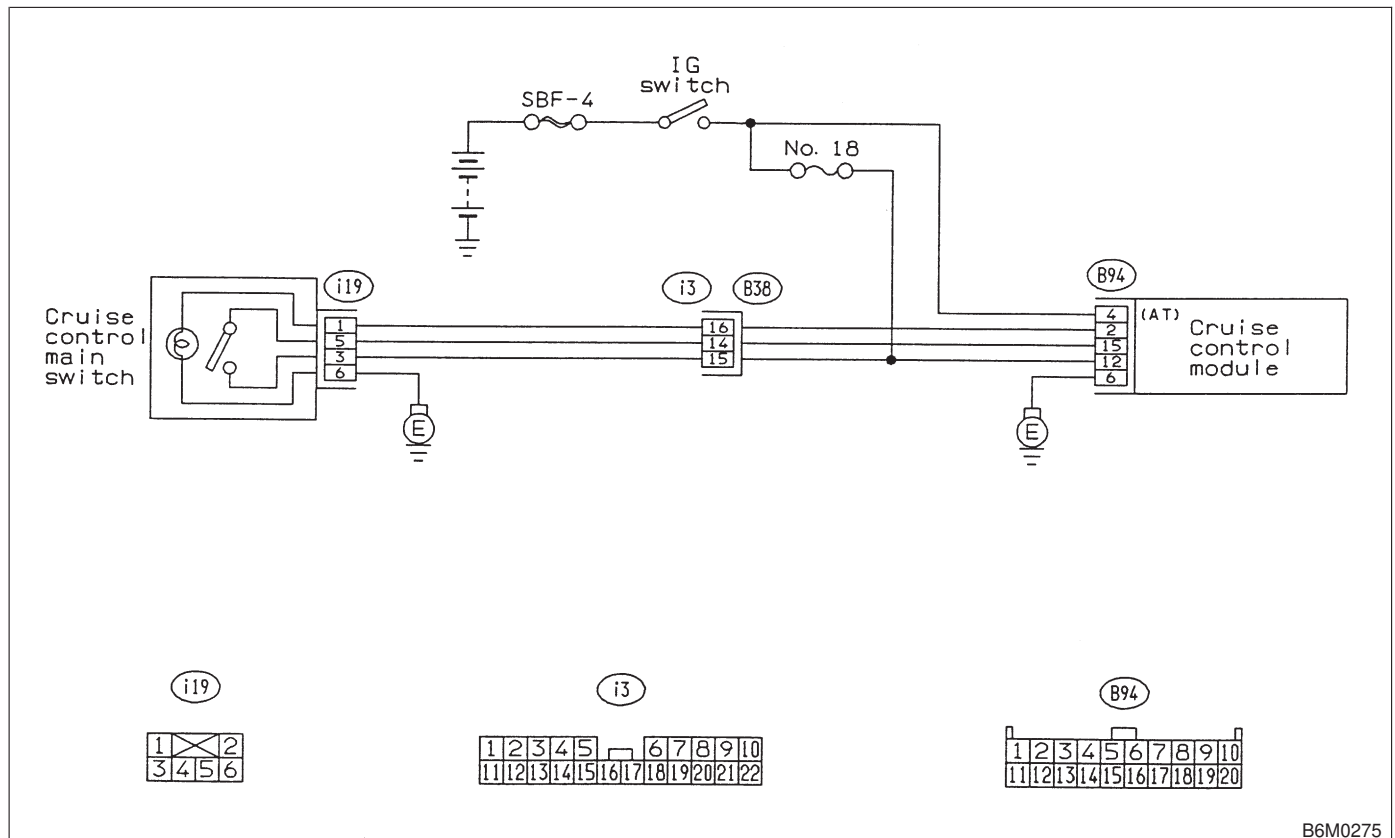 IG
switch
SBF-4
No. 18
i19
i3
B38
B94
Cruise
control
main
switch
1
5
3
6
16
14
15
4
2
15
12
6
(AT)
Cruise
control
module
E
E
i19
i3
B94
1 2
3 4 5 6
1 2 3 4 5 6 7 8 9 10
11 12 13 14 15 16 17 18 19 20 21 22
1 2 3 4 5 6 7 8 9 10
11 12 13 14 15 16 17 18 19 20
B6M0275